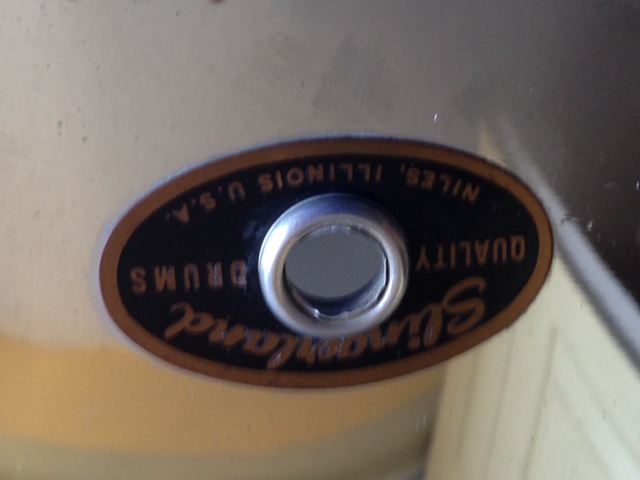 Slingerland
QUALITY DRUMS
NILES, ILLINOIS U.S.A.